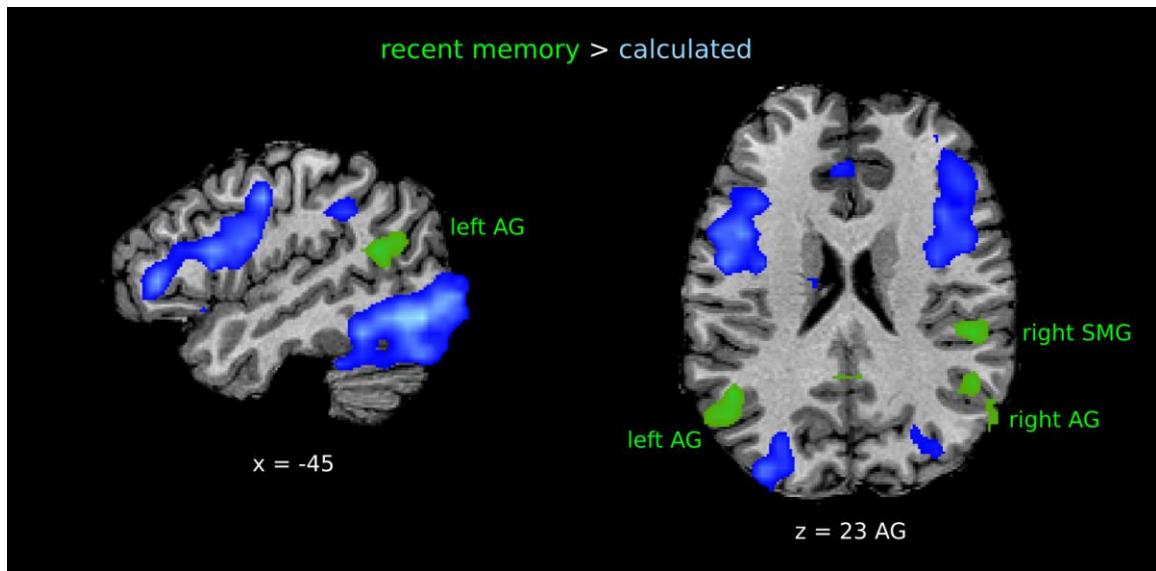 recent memory > calculated
left AG
x = -45
right SMG
right AG
left AG
z = 23 AG